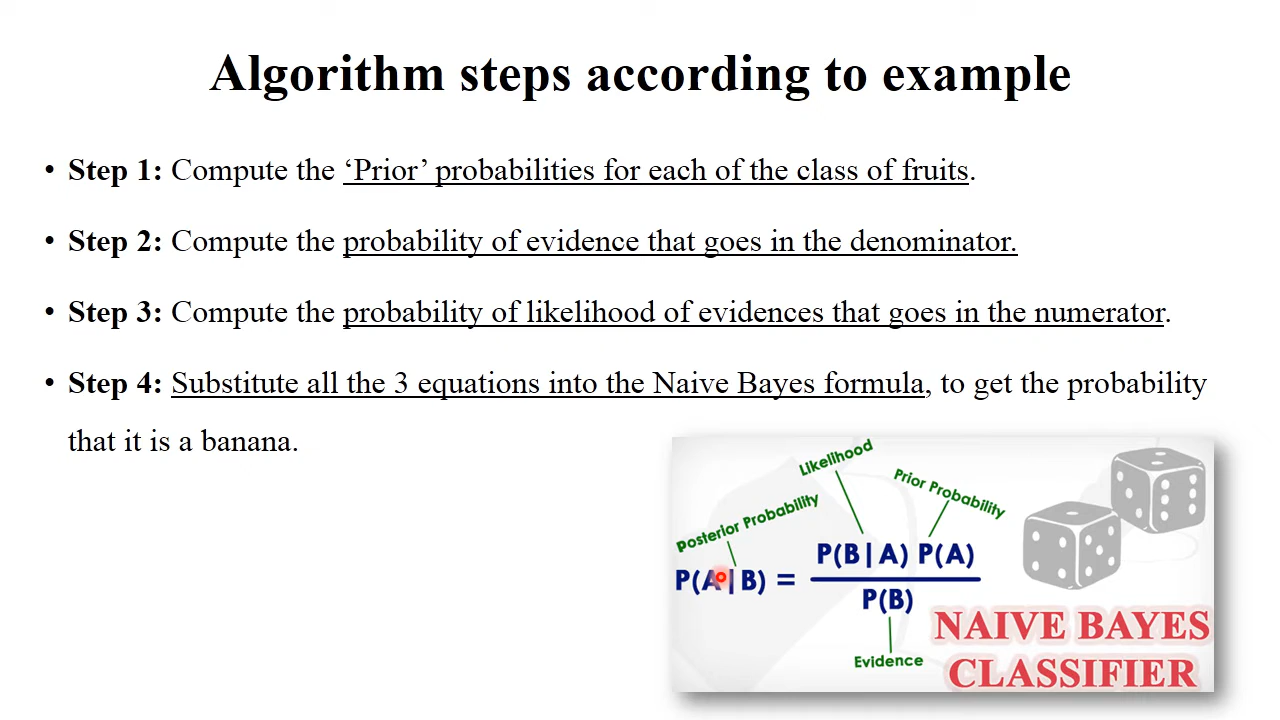 Algorithm steps according to example
• Step 1: Compute the ‘Prior’ probabilities for each of the class of fruits.
• Step 2: Compute the probability of evidence that goes in the denominator.
• Step 3: Compute the probability of likelihood of evidences that goes in the numerator.
• Step 4: Substitute all the 3 equations into the Naive Bayes formula, to get the probability
that it is a banana.
Likelihood
Prior Probability
Posterior Probability
P(B|A) P(A)
P(A|B) =
P(B)
Evidence
NAIVE BAYES
CLASSIFIER